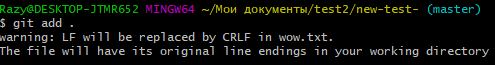 Razy@DESKTOP-JTMR652 MINGW64 ~/Мои документы/test2/new-test- (master)
$ git add .
warning: LF will be replaced by CRLF in wow.txt.
The file will have its original line endings in your working directory